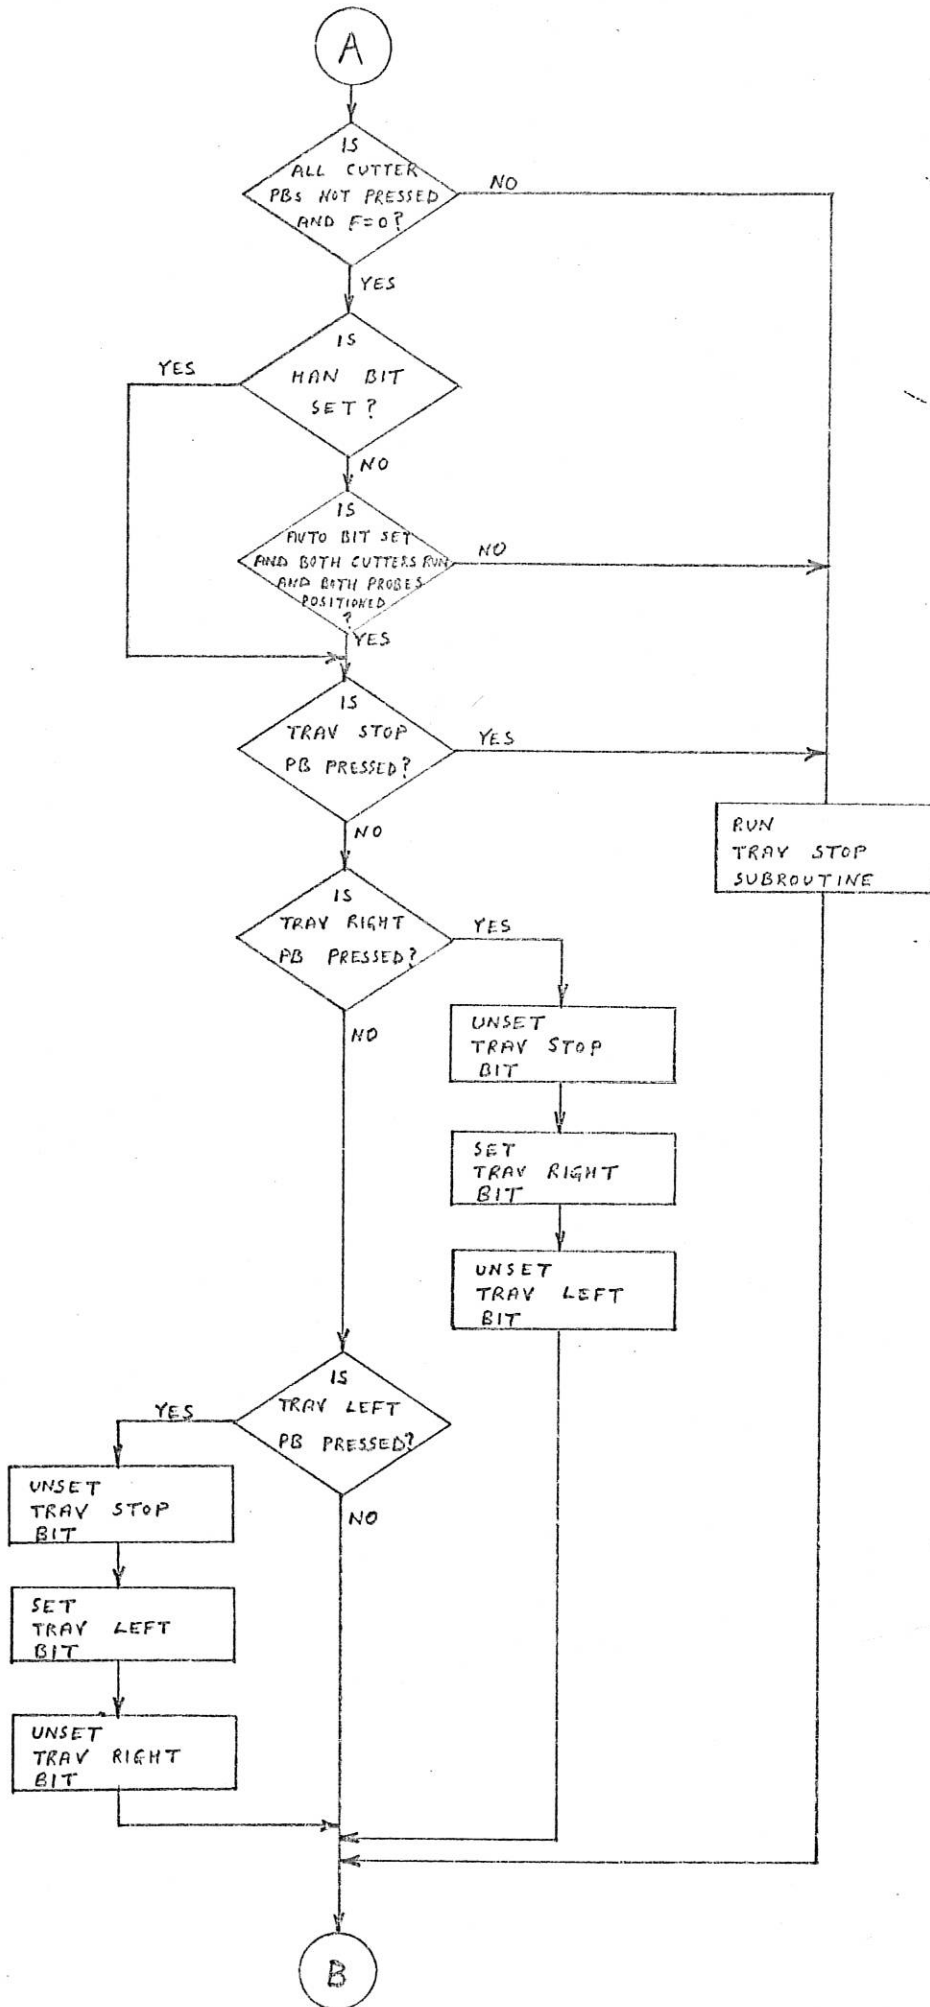 A
IS
ALL CUTTER
PBs NOT PRESSED
AND F=0?
NO
YES
IS
MAN BIT
SET?
YES
NO
IS
AUTO BIT SET
AND BOTH CUTTERS RUN
AND BOTH PROBES
POSITIONED
?
NO
YES
IS
TRAV STOP
PB PRESSED?
YES
NO
RUN
TRAV STOP
SUBROUTINE
IS
TRAV RIGHT
PB PRESSED?
YES
NO
UNSET
TRAV STOP
BIT
SET
TRAV RIGHT
BIT
UNSET
TRAV LEFT
BIT
IS
TRAV LEFT
PB PRESSED?
YES
NO
UNSET
TRAV STOP
BIT
SET
TRAV LEFT
BIT
UNSET
TRAV RIGHT
BIT
B